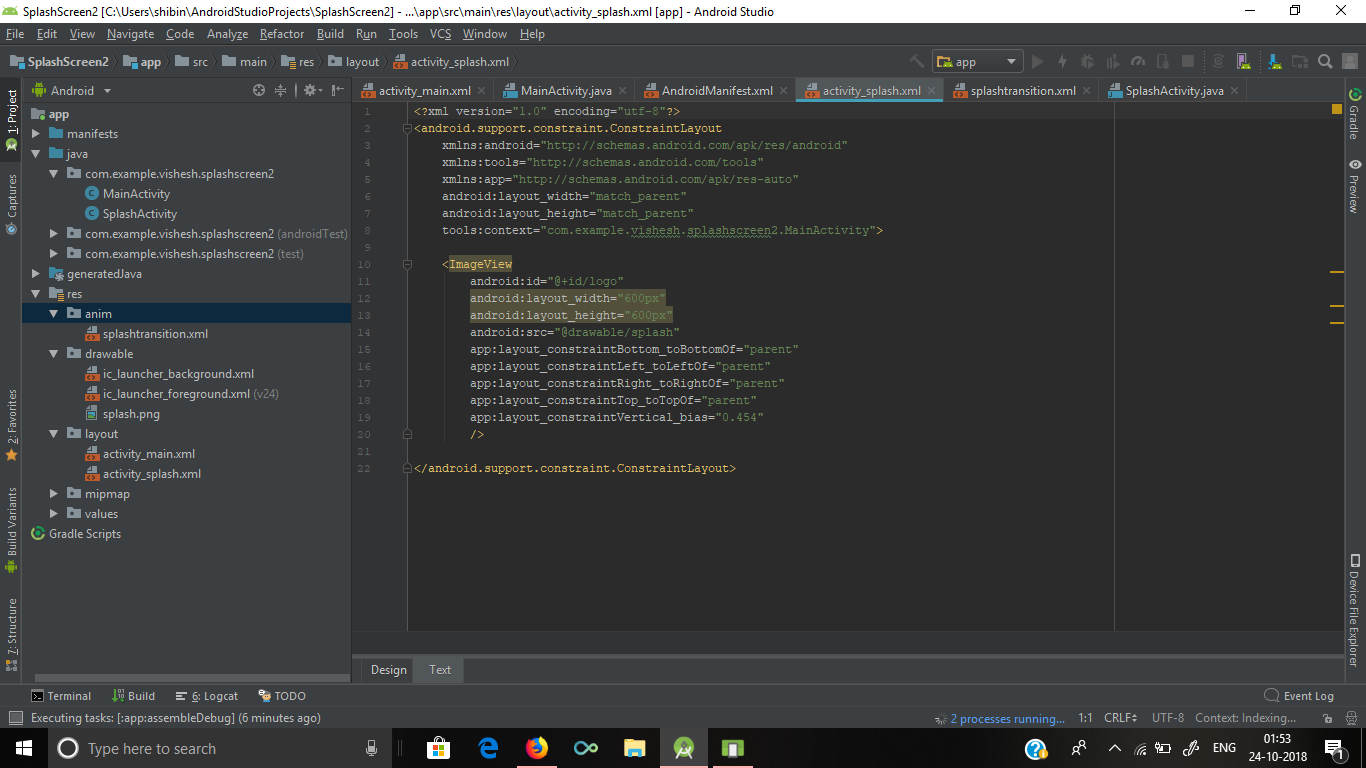 SplashScreen2 [C:\Users\shibin\AndroidStudioProjects\SplashScreen2] - ...\app\src\main\res\layout\activity_splash.xml [app] - Android Studio
File Edit View Navigate Code Analyze Refactor Build Run Tools VCS Window Help
SplashScreen2 app src main res layout activity_splash.xml
app
1: Project
Captures
2: Favorites
Build Variants
7: Structure
Android
app
manifests
java
com.example.vishesh.splashscreen2
MainActivity
SplashActivity
com.example.vishesh.splashscreen2 (androidTest)
com.example.vishesh.splashscreen2 (test)
generatedJava
res
anim
splashtransition.xml
drawable
ic_launcher_background.xml
ic_launcher_foreground.xml (v24)
splash.png
layout
activity_main.xml
activity_splash.xml
mipmap
values
Gradle Scripts
activity_main.xml MainActivity.java AndroidManifest.xml activity_splash.xml splashtransition.xml SplashActivity.java
1 <?xml version="1.0" encoding="utf-8"?>
2 <android.support.constraint.ConstraintLayout
3 xmlns:android="http://schemas.android.com/apk/res/android"
4 xmlns:tools="http://schemas.android.com/tools"
5 xmlns:app="http://schemas.android.com/apk/res-auto"
6 android:layout_width="match_parent"
7 android:layout_height="match_parent"
8 tools:context="com.example.vishesh.splashscreen2.MainActivity">
9
10 <ImageView
11 android:id="@+id/logo"
12 android:layout_width="600px"
13 android:layout_height="600px"
14 android:src="@drawable/splash"
15 app:layout_constraintBottom_toBottomOf="parent"
16 app:layout_constraintLeft_toLeftOf="parent"
17 app:layout_constraintRight_toRightOf="parent"
18 app:layout_constraintTop_toTopOf="parent"
19 app:layout_constraintVertical_bias="0.454"
20 />
21
22 </android.support.constraint.ConstraintLayout>
Gradle
Preview
Device File Explorer
Design Text
Terminal Build 6: Logcat TODO Event Log
Executing tasks: [:app:assembleDebug] (6 minutes ago) 2 processes running... 1:1 CRLF UTF-8 Context: Indexing...
Type here to search
ENG
01:53
24-10-2018
1